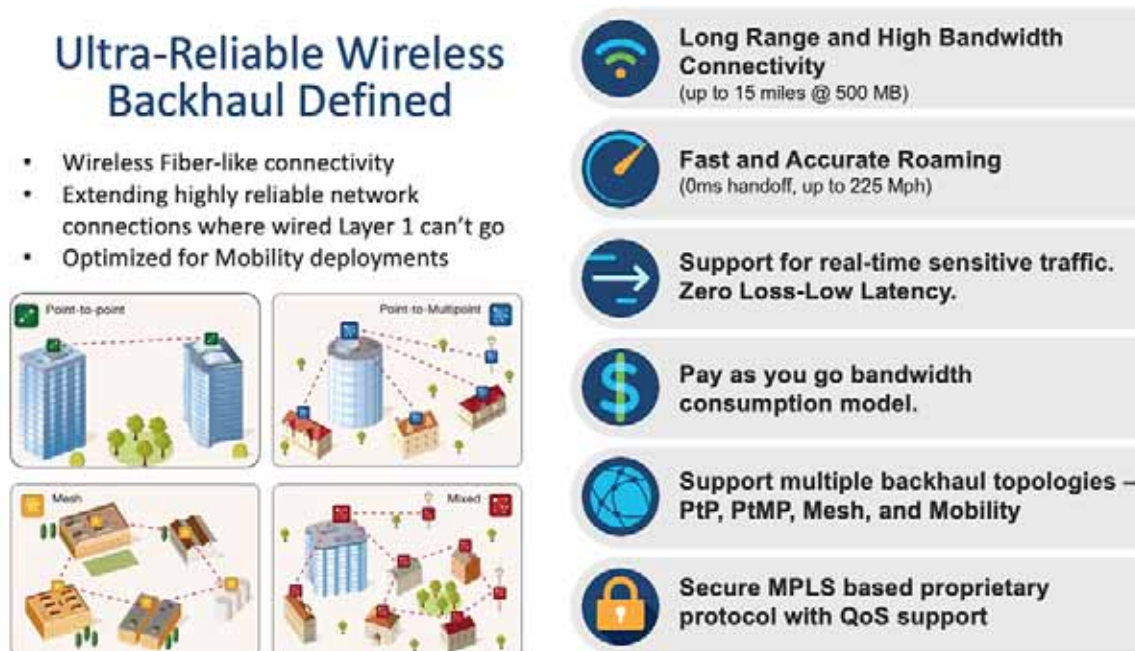 Ultra-Reliable Wireless
Backhaul Defined
• Wireless Fiber-like connectivity
• Extending highly reliable network
connections where wired Layer 1 can't go
• Optimized for Mobility deployments
Point-to-point
Point-to-Multipoint
Mesh
Mixed
Long Range and High Bandwidth
Connectivity
(up to 15 miles @ 500 MB)
Fast and Accurate Roaming
(0ms handoff, up to 225 Mph)
Support for real-time sensitive traffic.
Zero Loss-Low Latency.
Pay as you go bandwidth
consumption model.
Support multiple backhaul topologies –
PtP, PtMP, Mesh, and Mobility
Secure MPLS based proprietary
protocol with QoS support